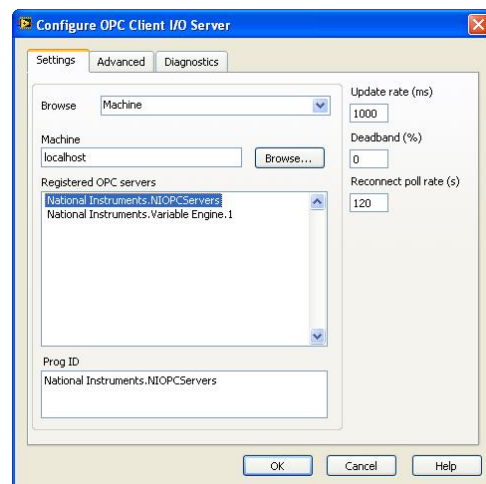 Configure OPC Client I/O Server
Settings
Advanced
Diagnostics
Browse
Machine
Machine
localhost
Browse...
Registered OPC servers
National Instruments.NIOPCServers
National Instruments.Variable Engine.1
Prog ID
National Instruments.NIOPCServers
Update rate (ms)
1000
Deadband (%)
0
Reconnect poll rate (s)
120
OK
Cancel
Help